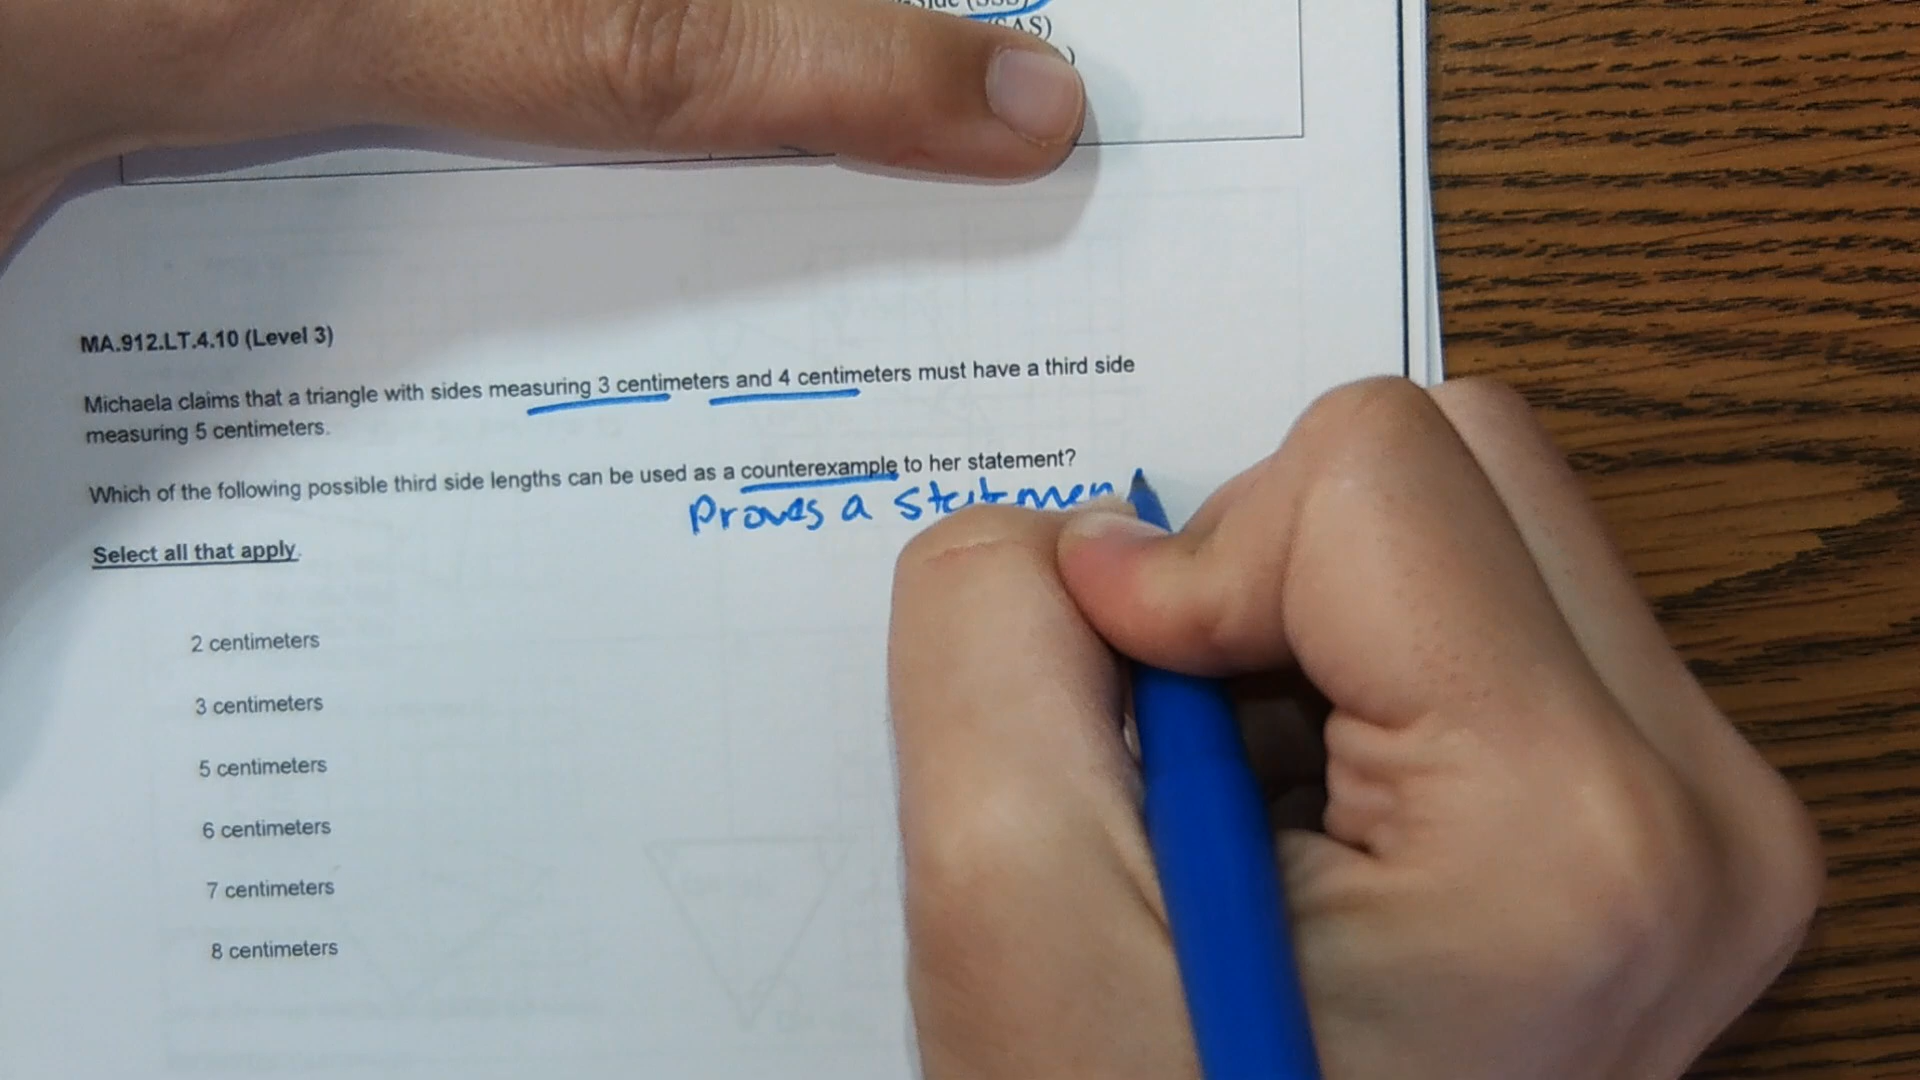 AS)
MA.912.LT.4.10 (Level 3)
Michaela claims that a triangle with sides measuring 3 centimeters and 4 centimeters must have a third side
measuring 5 centimeters.
Which of the following possible third side lengths can be used as a counterexample to her statement?
Proves a
Select all that apply.
2 centimeters
3 centimeters
5 centimeters
6 centimeters
7 centimeters
8 centimeters